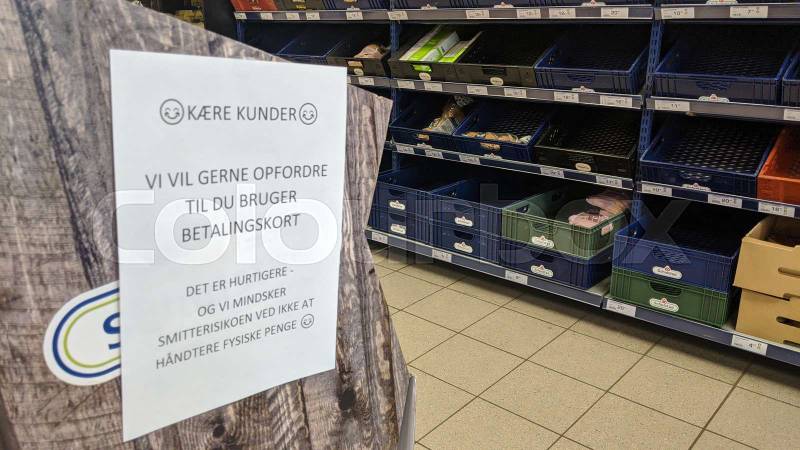 😊KÆRE KUNDER😊
VI VIL GERNE OPFORDRE
TIL DU BRUGER
BETALINGSKORT
DET ER HURTIGERE -
OG VI MINDSKER
SMITTERISIKOEN VED IKKE AT
HÅNDTERE FYSISKE PENGE 😊
S
colourbox